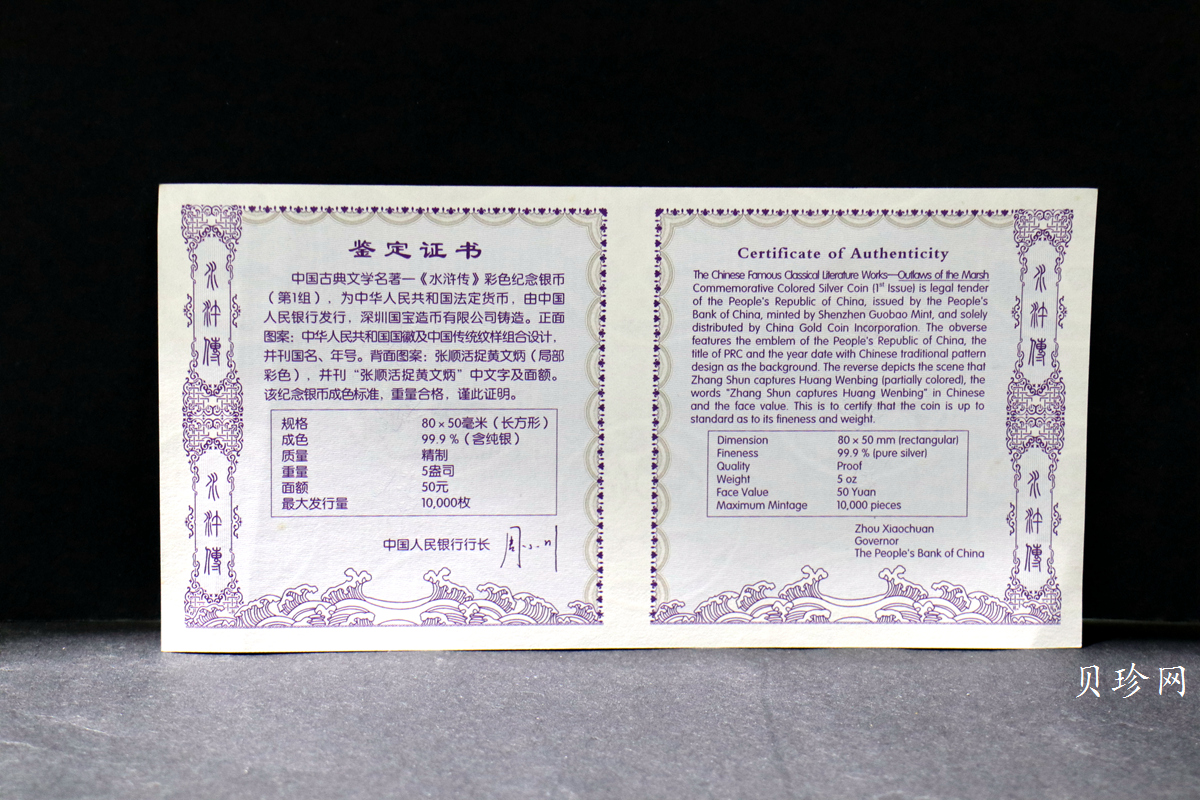 鉴定证书
中国古典文学名著—《水浒传》彩色纪念银币
（第1组），为中华人民共和国法定货币，由中国
人民银行发行，深圳国宝造币有限公司铸造。正面
图案：中华人民共和国国徽及中国传统纹样组合设计，
并刊国名、年号。背面图案：张顺活捉黄文炳（局部
彩色），并刊“张顺活捉黄文炳”中文字及面额。
该纪念银币成色标准，重量合格，谨此证明。
规格 80×50毫米（长方形）
成色 99.9％（含纯银）
质量 精制
重量 5盎司
面额 50元
最大发行量 10,000枚
中国人民银行行长
水浒傳
水浒傳
Certificate of Authenticity
The Chinese Famous Classical Literature Works—Outlaws of the Marsh
Commemorative Colored Silver Coin (1st Issue) is legal tender
of the People's Republic of China, issued by the People's
Bank of China, minted by Shenzhen Guobao Mint, and solely
distributed by China Gold Coin Incorporation. The obverse
features the emblem of the People's Republic of China, the
title of PRC and the year date with Chinese traditional pattern
design as the background. The reverse depicts the scene that
Zhang Shun captures Huang Wenbing (partially colored), the
words "Zhang Shun captures Huang Wenbing" in Chinese
and the face value. This is to certify that the coin is up to
standard as to its fineness and weight.
Dimension 80 × 50 mm (rectangular)
Fineness 99.9 % (pure silver)
Quality Proof
Weight 5 oz
Face Value 50 Yuan
Maximum Mintage 10,000 pieces
Zhou Xiaochuan
Governor
The People's Bank of China
水浒傳
水浒傳
贝珍网